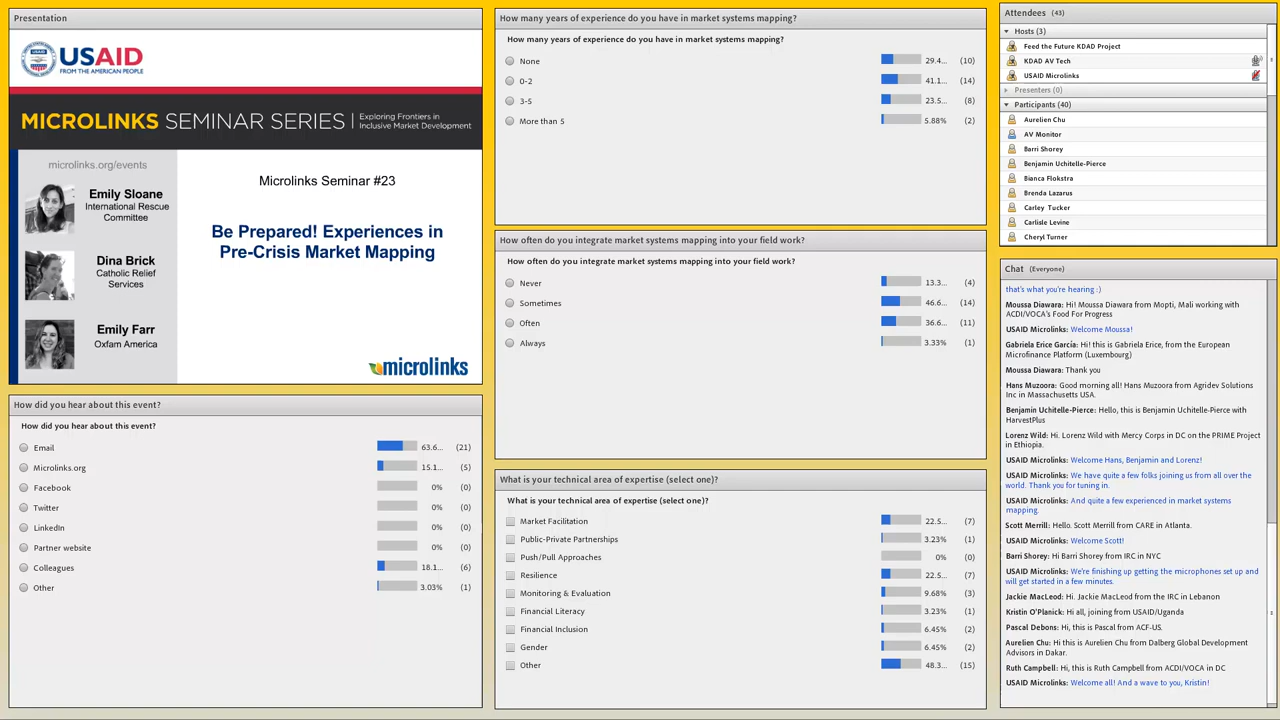 Presentation
USAID
FROM THE AMERICAN PEOPLE
MICROLINKS SEMINAR SERIES
Exploring Frontiers in
Inclusive Market Development
microlinks.org/events
Emily Sloane
International Rescue
Committee
Dina Brick
Catholic Relief
Services
Emily Farr
Oxfam America
Microlinks Seminar #23
Be Prepared! Experiences in
Pre-Crisis Market Mapping
microlinks
How did you hear about this event?
How did you hear about this event?
Email 63.6... (21)
Microlinks.org 15.1... (5)
Facebook 0% (0)
Twitter 0% (0)
LinkedIn 0% (0)
Partner website 0% (0)
Colleagues 18.1... (6)
Other 3.03% (1)
How many years of experience do you have in market systems mapping?
How many years of experience do you have in market systems mapping?
None 29.4... (10)
0-2 41.1... (14)
3-5 23.5... (8)
More than 5 5.88% (2)
How often do you integrate market systems mapping into your field work?
How often do you integrate market systems mapping into your field work?
Never 13.3... (4)
Sometimes 46.6... (14)
Often 36.6... (11)
Always 3.33% (1)
What is your technical area of expertise (select one)?
What is your technical area of expertise (select one)?
Market Facilitation 22.5... (7)
Public-Private Partnerships 3.23% (1)
Push/Pull Approaches 0% (0)
Resilience 22.5... (7)
Monitoring & Evaluation 9.68% (3)
Financial Literacy 3.23% (1)
Financial Inclusion 6.45% (2)
Gender 6.45% (2)
Other 48.3... (15)
Attendees (43)
Hosts (3)
Feed the Future KDAD Project
KDAD AV Tech
USAID Microlinks
Presenters (0)
Participants (40)
Aurelien Chu
AV Monitor
Barri Shorey
Benjamin Uchitelle-Pierce
Bianca Flokstra
Brenda Lazarus
Carley Tucker
Carlisle Levine
Cheryl Turner
Chat (Everyone)
that's what you're hearing :)
Moussa Diawara: Hi! Moussa Diawara from Mopti, Mali working with
ACDI/VOCA's Food For Progress
USAID Microlinks: Welcome Moussa!
Gabriela Erice García: Hi! this is Gabriela Erice, from the European
Microfinance Platform (Luxembourg)
Moussa Diawara: Thank you
Hans Muzoora: Good morning all! Hans Muzoora from Agridev Solutions
Inc in Massachusetts USA.
Benjamin Uchitelle-Pierce: Hello, this is Benjamin Uchitelle-Pierce with
HarvestPlus
Lorenz Wild: Hi. Lorenz Wild with Mercy Corps in DC on the PRIME Project
in Ethiopia.
USAID Microlinks: Welcome Hans, Benjamin and Lorenz!
USAID Microlinks: We have quite a few folks joining us from all over the
world. Thank you for tuning in.
USAID Microlinks: And quite a few experienced in market systems
mapping.
Scott Merrill: Hello. Scott Merrill from CARE in Atlanta.
USAID Microlinks: Welcome Scott!
Barri Shorey: Hi Barri Shorey from IRC in NYC
USAID Microlinks: We're finishing up getting the microphones set up and
will get started in a few minutes.
Jackie MacLeod: Hi. Jackie MacLeod from the IRC in Lebanon
Kristin O'Planick: Hi all, joining from USAID/Uganda
Pascal Debons: Hi, this is Pascal from ACF-US.
Aurelien Chu: Hi this is Aurelien Chu from Dalberg Global Development
Advisors in Dakar.
Ruth Campbell: Hi, this is Ruth Campbell from ACDI/VOCA in DC
USAID Microlinks: Welcome all! And a wave to you, Kristin!